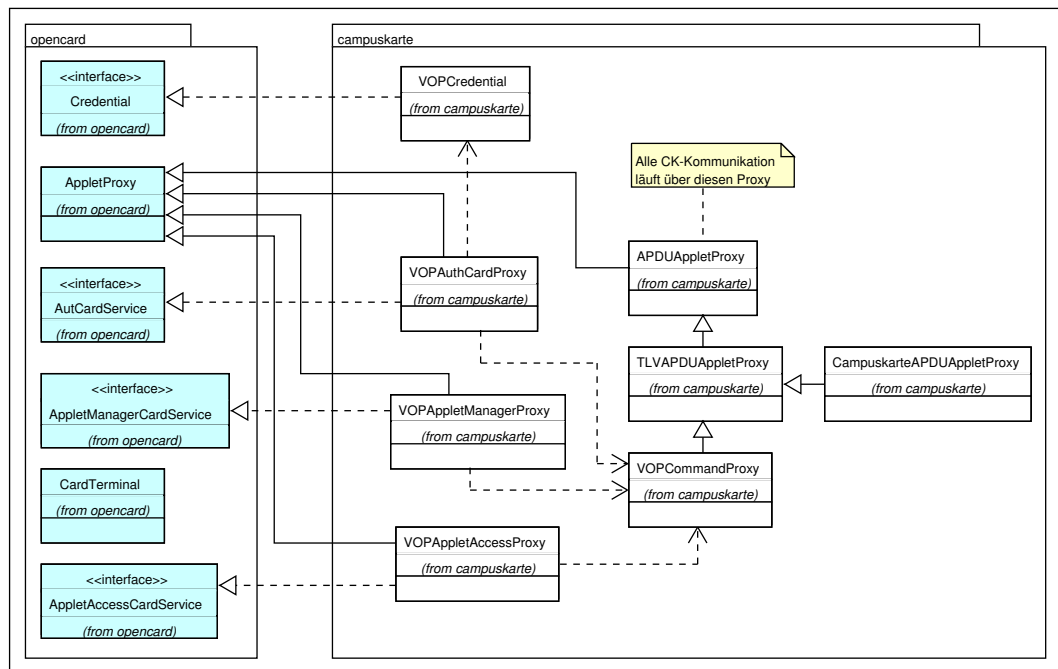 opencard
<<interface>>
Credential
(from opencard)
AppletProxy
(from opencard)
<<interface>>
AutCardService
(from opencard)
<<interface>>
AppletManagerCardService
(from opencard)
CardTerminal
(from opencard)
<<interface>>
AppletAccessCardService
(from opencard)
campuskarte
VOPCredential
(from campuskarte)
Alle CK-Kommunikation
läuft über diesen Proxy
VOPAuthCardProxy
(from campuskarte)
APDUAppletProxy
(from campuskarte)
TLVAPDUAppletProxy
(from campuskarte)
CampuskarteAPDUAppletProxy
(from campuskarte)
VOPAppletManagerProxy
(from campuskarte)
VOPCommandProxy
(from campuskarte)
VOPAppletAccessProxy
(from campuskarte)